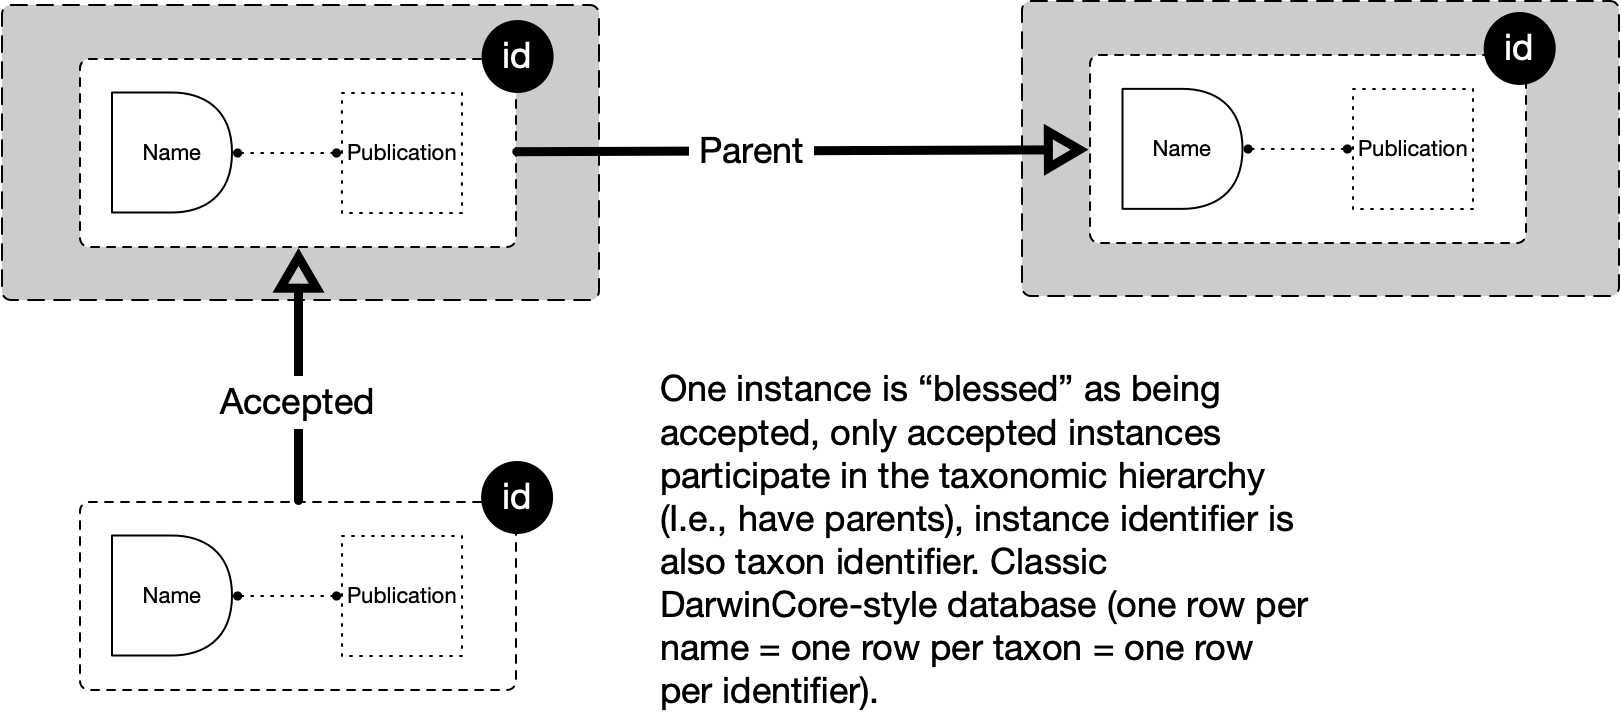 id
Name
Publication
Parent
id
Name
Publication
Accepted
id
Name
Publication
One instance is “blessed” as being
accepted, only accepted instances
participate in the taxonomic hierarchy
(I.e., have parents), instance identifier is
also taxon identifier. Classic
DarwinCore-style database (one row per
name = one row per taxon = one row
per identifier).